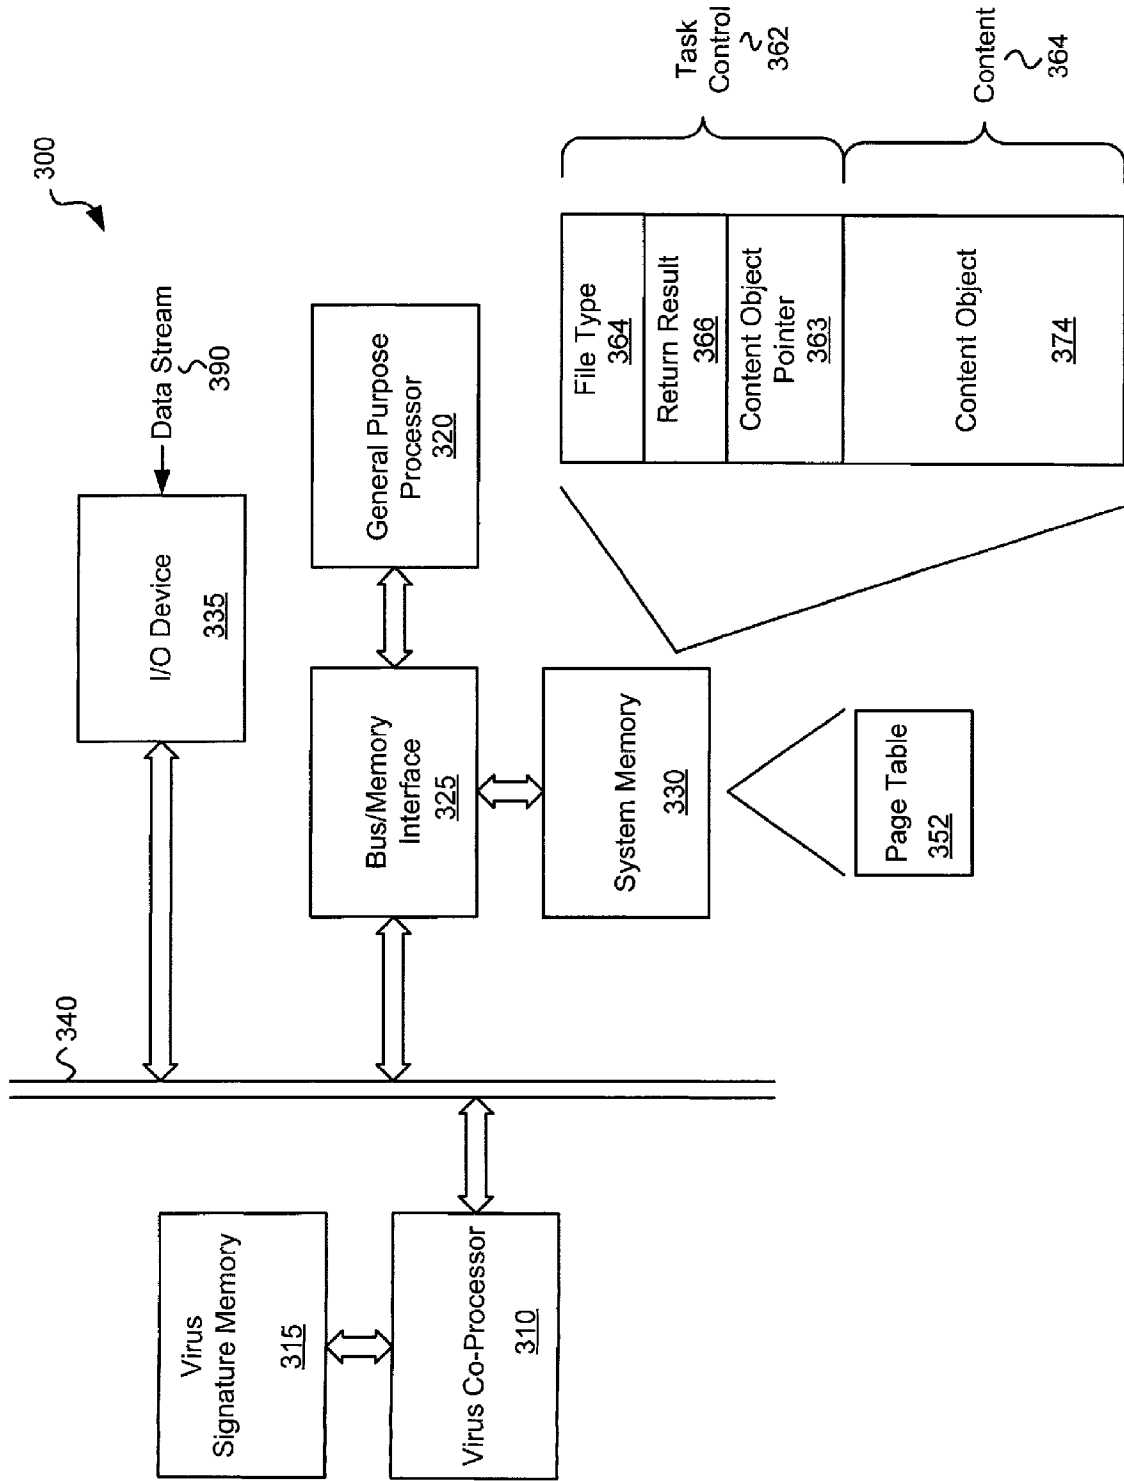 300
340
I/O Device
335
Data Stream
390
Virus
Signature Memory
315
Bus/Memory
Interface
325
General Purpose
Processor
320
Virus Co-Processor
310
System Memory
330
Page Table
352
File Type
364
Return Result
366
Content Object
Pointer
363
Content Object
374
Task
Control
362
Content
364